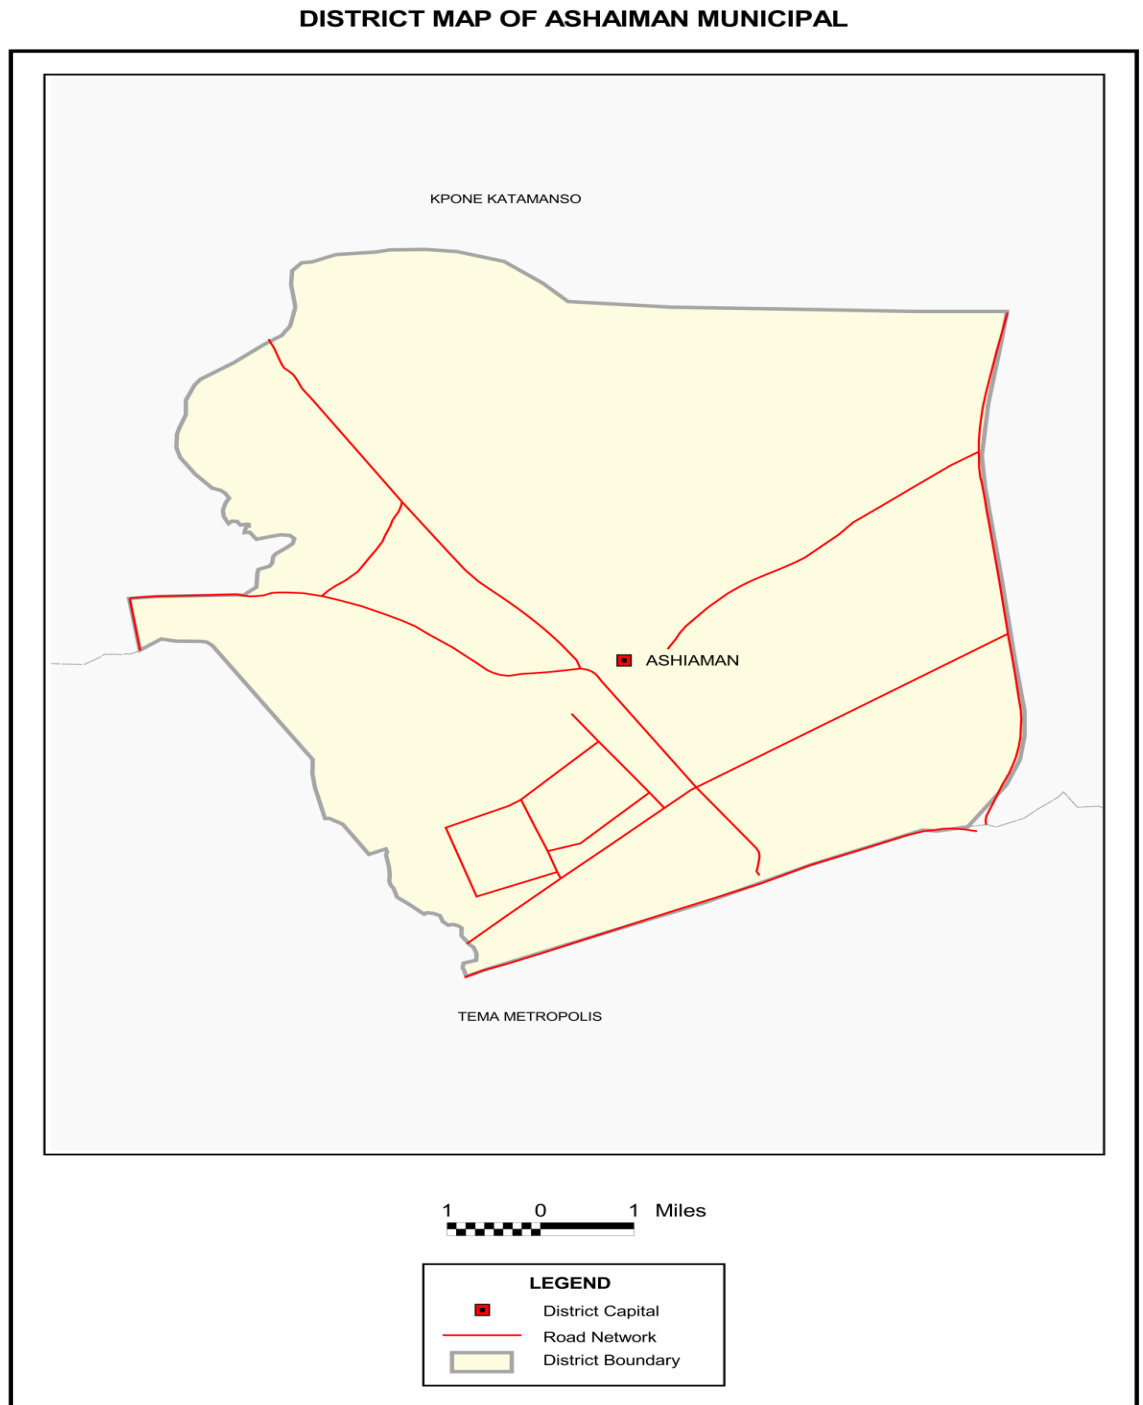 DISTRICT MAP OF ASHAIMAN MUNICIPAL
KPONE KATAMANSO
ASHIAMAN
TEMA METROPOLIS
1 0 1 Miles
LEGEND
District Capital
Road Network
District Boundary